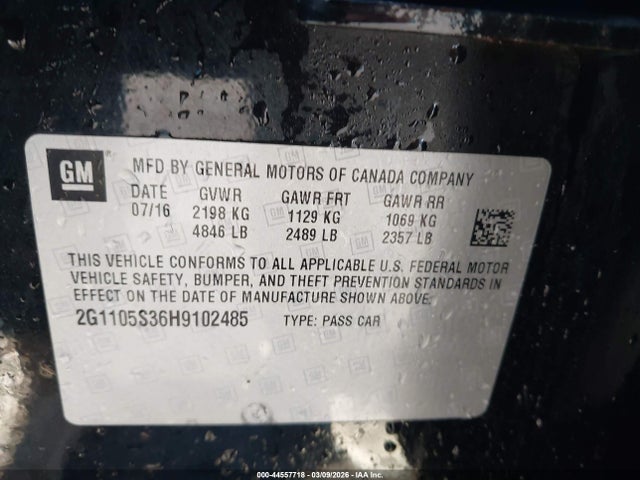 GM
MFD BY GENERAL MOTORS OF CANADA COMPANY
DATE GVWR GAWR FRT GAWR RR
07/16 2198 KG 1129 KG 1069 KG
4846 LB 2489 LB 2357 LB
THIS VEHICLE CONFORMS TO ALL APPLICABLE U.S. FEDERAL MOTOR
VEHICLE SAFETY, BUMPER, AND THEFT PREVENTION STANDARDS IN
EFFECT ON THE DATE OF MANUFACTURE SHOWN ABOVE.
2G1105S36H9102485 TYPE: PASS CAR
000-44557718 - 03/09/2026 - IAA Inc.